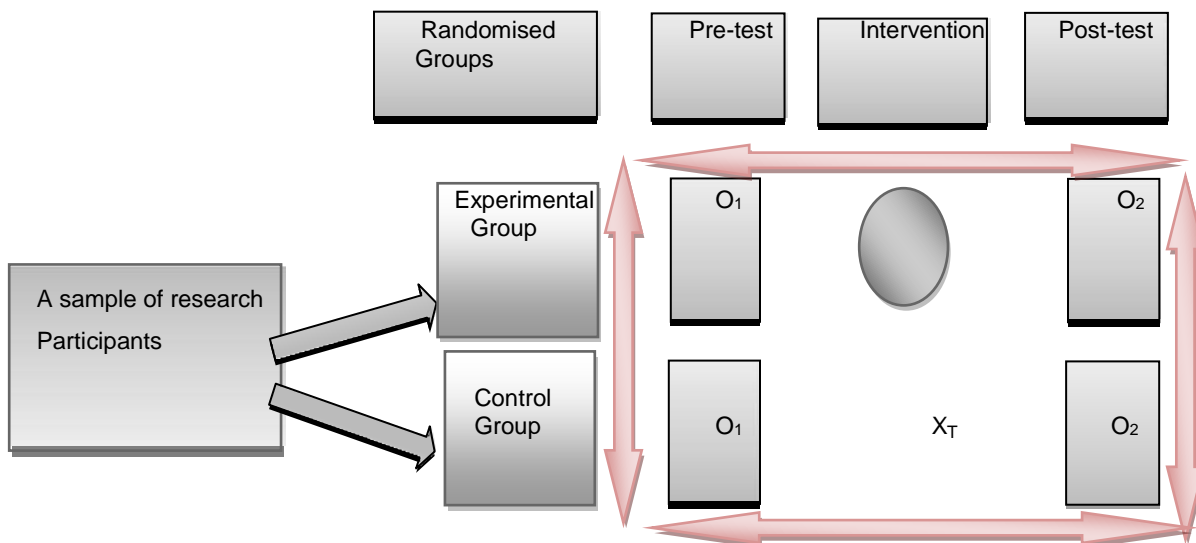 Randomised
Groups
Pre-test
Intervention
Post-test
Experimental
Group
O₁
O₂
A sample of research
Participants
Control
Group
O₁
X_T
O₂